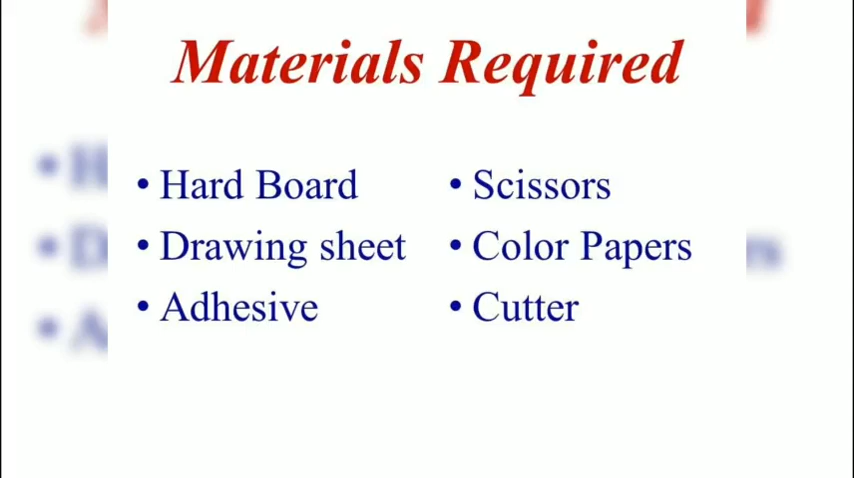 Materials Required
• Hard Board
• Drawing sheet
• Adhesive
• Scissors
• Color Papers
• Cutter